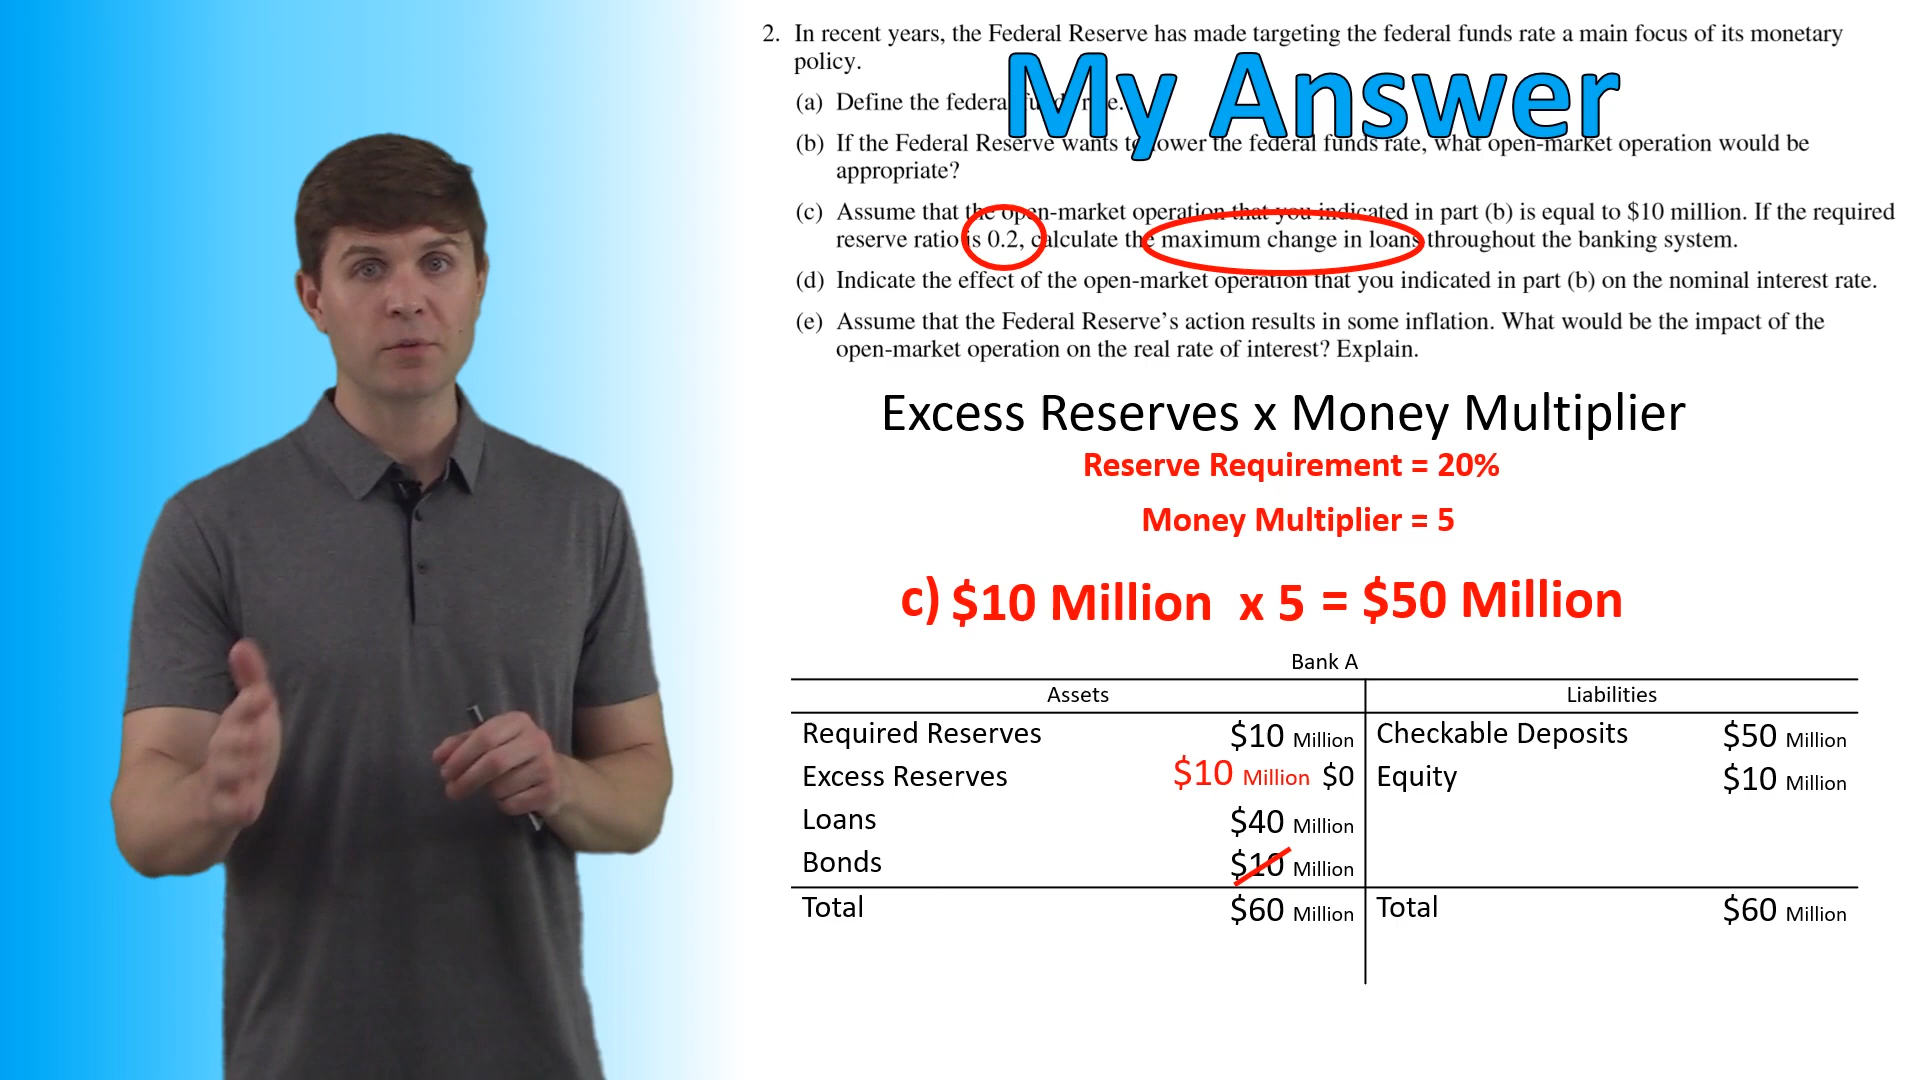 2. In recent years, the Federal Reserve has made targeting the federal funds rate a main focus of its monetary
policy.
My Answer
(a) Define the federal funds rate.
(b) If the Federal Reserve wants to lower the federal funds rate, what open-market operation would be
appropriate?
(c) Assume that the open-market operation that you indicated in part (b) is equal to $10 million. If the required
reserve ratio is 0.2, calculate the maximum change in loans throughout the banking system.
(d) Indicate the effect of the open-market operation that you indicated in part (b) on the nominal interest rate.
(e) Assume that the Federal Reserve’s action results in some inflation. What would be the impact of the
open-market operation on the real rate of interest? Explain.
Excess Reserves x Money Multiplier
Reserve Requirement = 20%
Money Multiplier = 5
c) $10 Million x 5 = $50 Million
Bank A
Assets Liabilities
Required Reserves $10 Million Checkable Deposits $50 Million
Excess Reserves $10 Million $0 Equity $10 Million
Loans $40 Million
Bonds $10 Million
Total $60 Million Total $60 Million